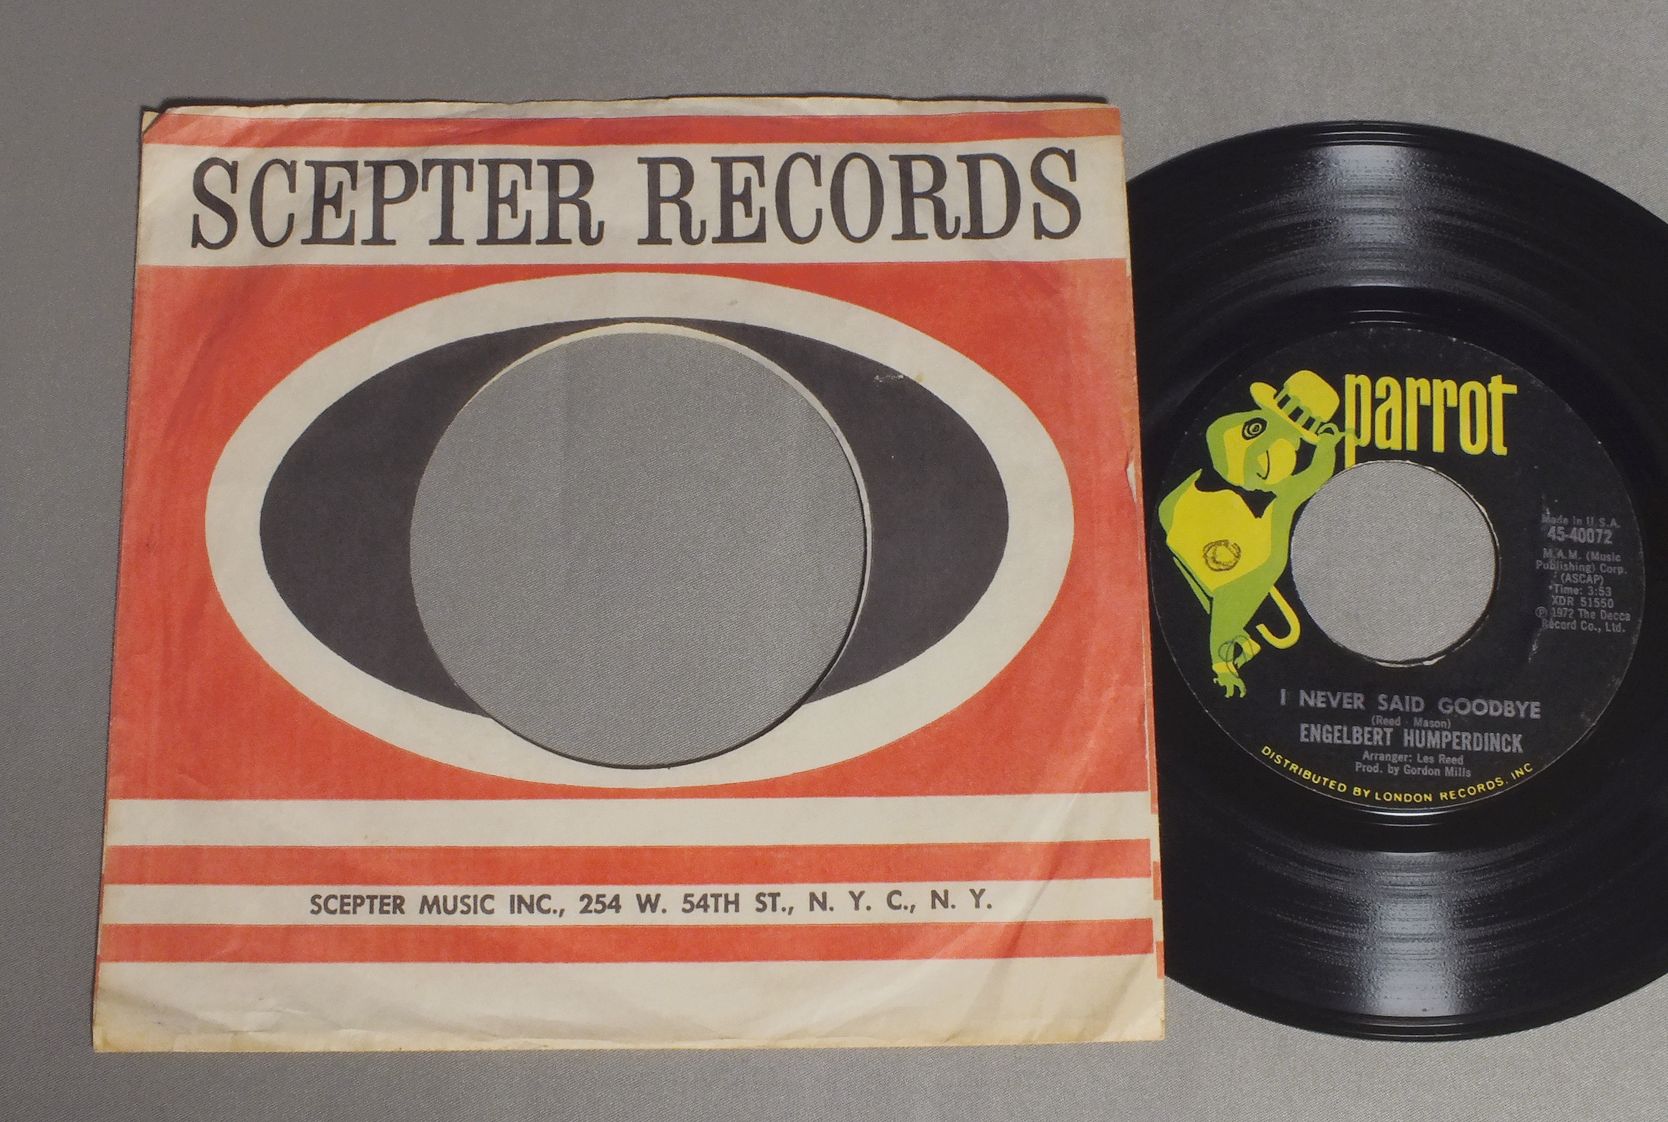 SCEPTER RECORDS
SCEPTER MUSIC INC., 254 W. 54TH ST., N. Y. C., N. Y.
parrot
Made in U.S.A.
45-40072
M.A.M. (Music
Publishing) Corp.
(ASCAP)
Time: 3:53
XDR 51550
℗ 1972 The Decca
Record Co., Ltd.
I NEVER SAID GOODBYE
(Reed - Mason)
ENGELBERT HUMPERDINCK
Arranger: Les Reed
Prod. by Gordon Mills
DISTRIBUTED BY LONDON RECORDS, INC